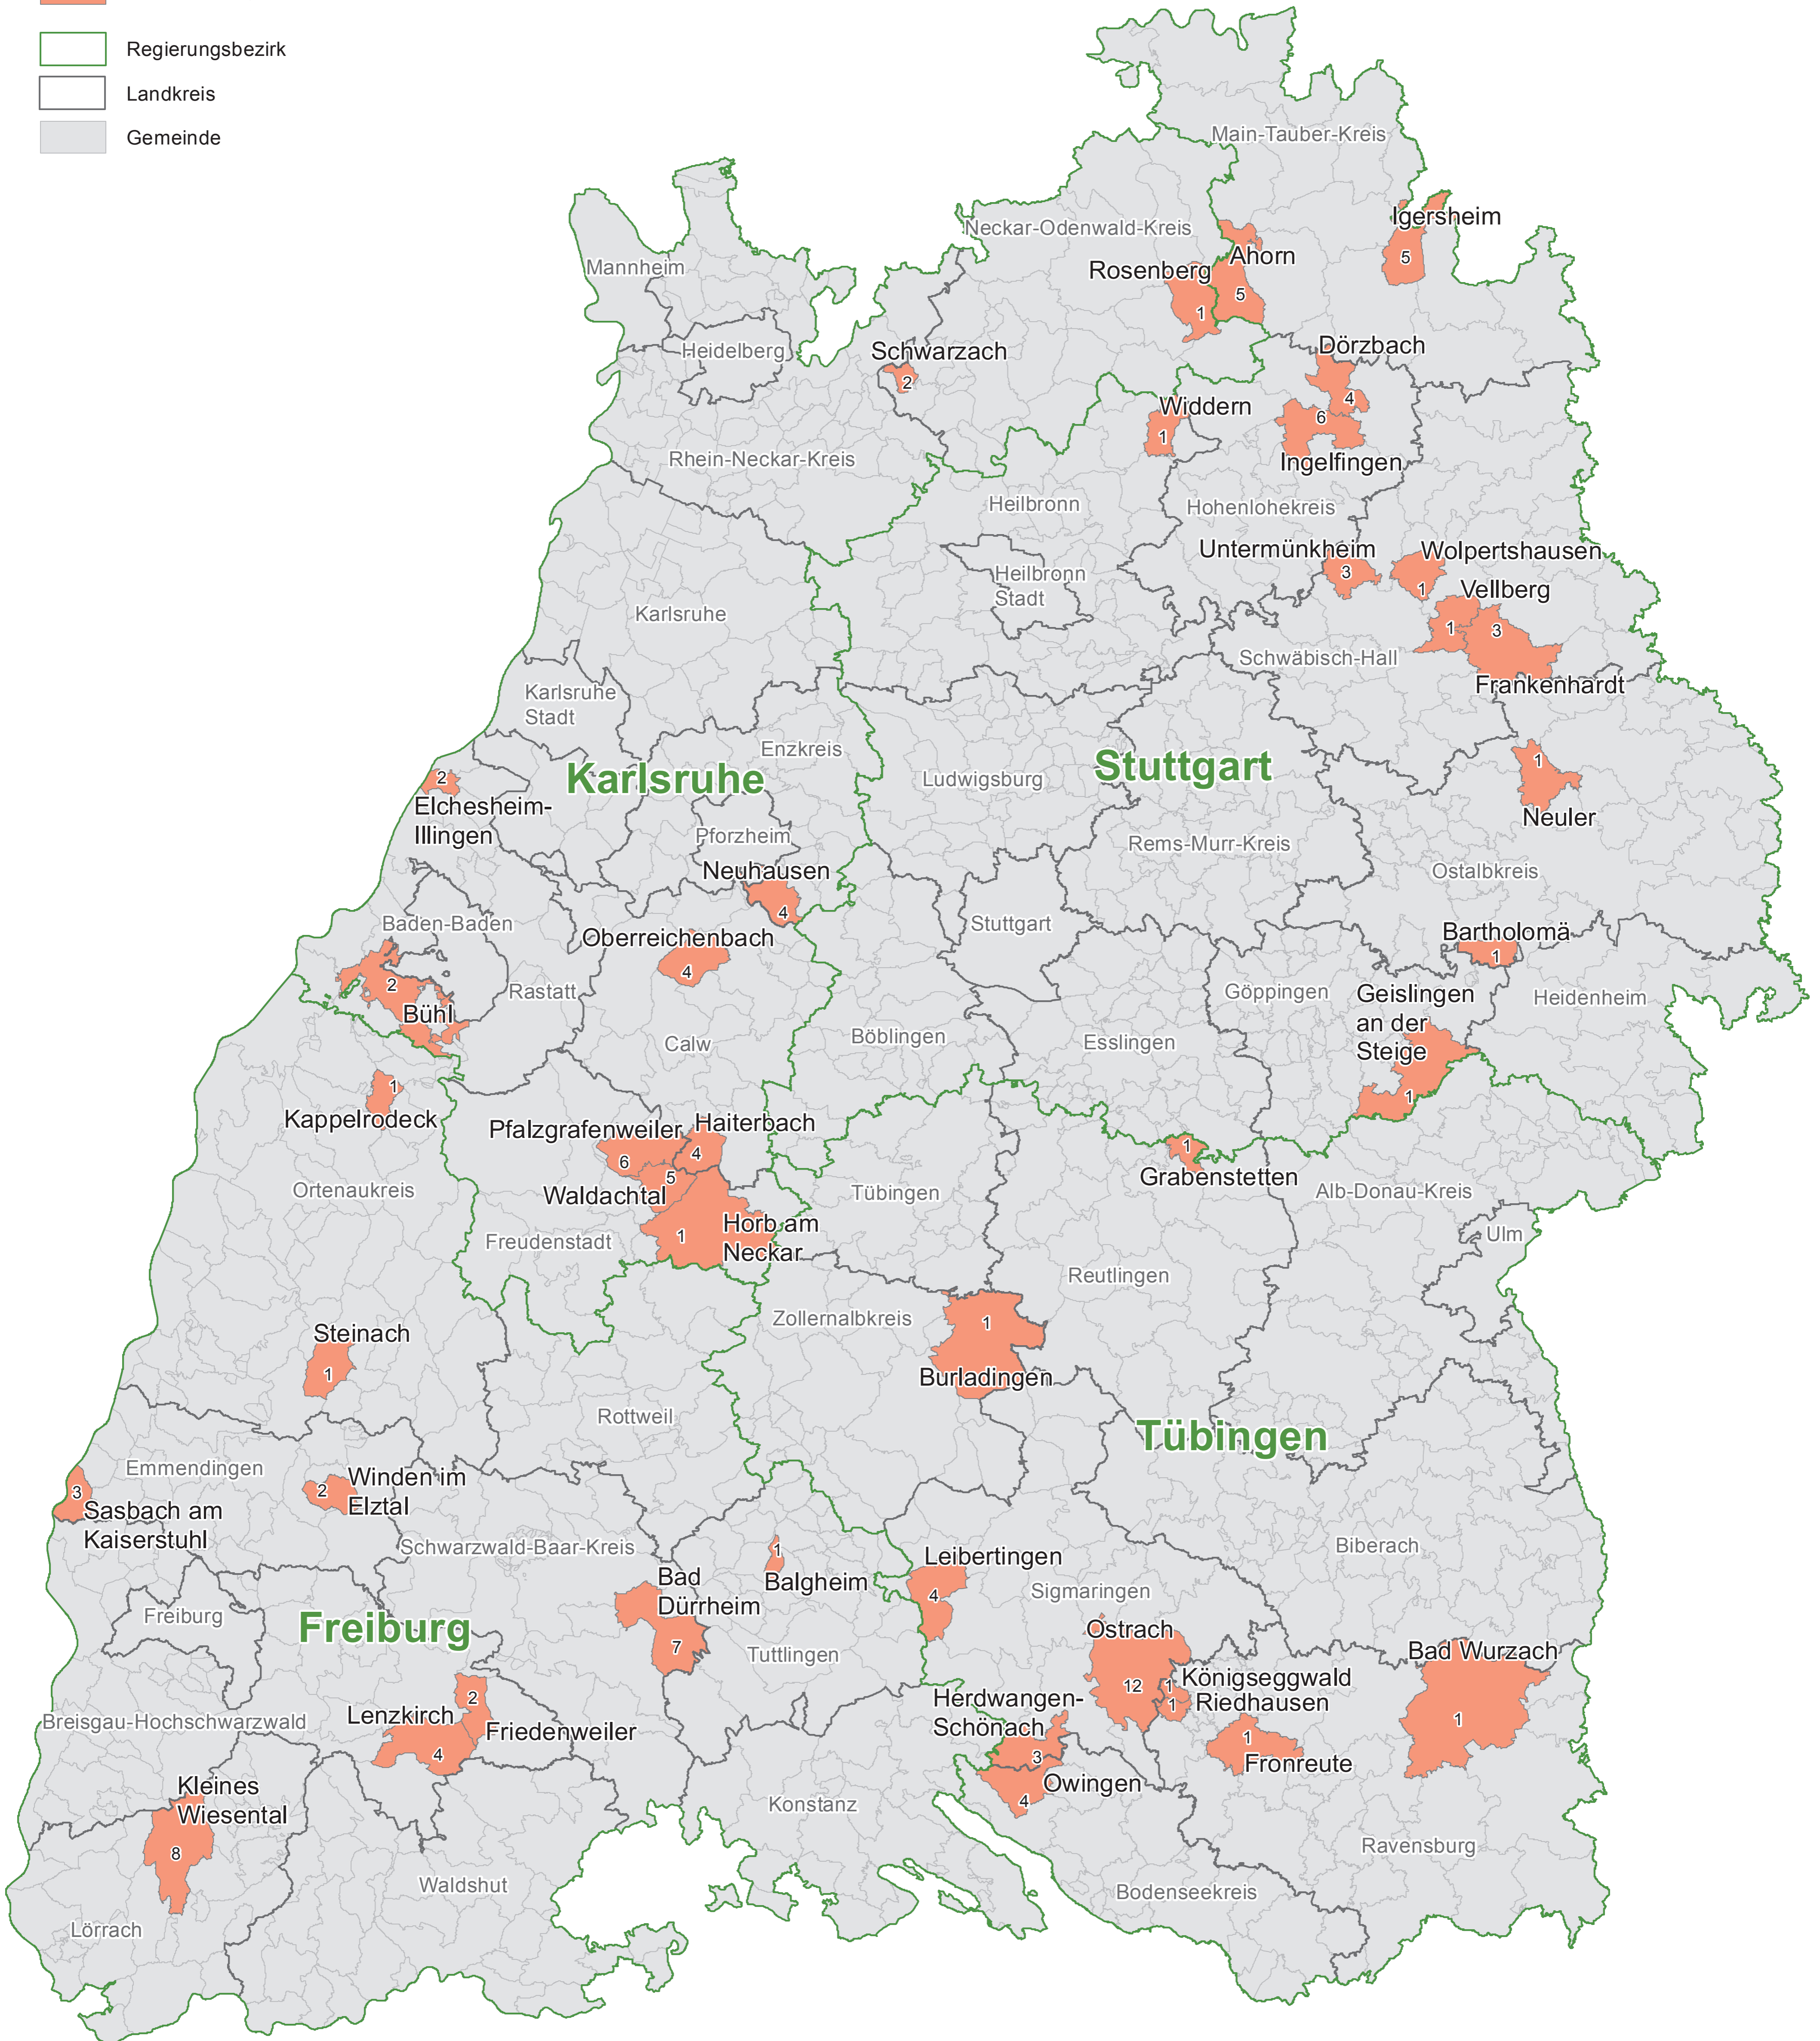 Regierungsbezirk
Landkreis
Gemeinde
Main-Tauber-Kreis
Igersheim
5
Neckar-Odenwald-Kreis
Ahorn
5
Rosenberg
1
Mannheim
Heidelberg
Schwarzach
2
Dörzbach
4
6
Ingelfingen
Widdern
1
Rhein-Neckar-Kreis
Heilbronn
Hohenlohekreis
Untermünkheim
3
Wolpertshausen
1
Vellberg
1
3
Frankenhardt
Heilbronn
Stadt
Karlsruhe
Schwäbisch-Hall
Karlsruhe
Stadt
Enzkreis
Karlsruhe
Stuttgart
Ludwigsburg
2
Elchesheim-
Illingen
1
Neuler
Pforzheim
Rems-Murr-Kreis
Neuhausen
4
Ostalbkreis
Baden-Baden
Stuttgart
Oberreichenbach
4
Bartholomä
1
2
Bühl
Rastatt
Göppingen
Geislingen
an der
Steige
1
Heidenheim
Calw
Böblingen
Esslingen
1
Kappelrodeck
Pfalzgrafenweiler
6
Haiterbach
4
5
Waldachtal
1
Grabenstetten
Ortenaukreis
Tübingen
Alb-Donau-Kreis
Horb am
Neckar
1
Freudenstadt
Ulm
Reutlingen
Zollernalbkreis
1
Burladingen
Steinach
1
Rottweil
Tübingen
Emmendingen
3
Sasbach am
Kaiserstuhl
2
Winden im
Elztal
Schwarzwald-Baar-Kreis
1
Balgheim
Bad
Dürrheim
7
Leibertingen
4
Sigmaringen
Biberach
Freiburg
Freiburg
Tuttlingen
Ostrach
12
Königseggwald
1
Riedhausen
1
Bad Wurzach
1
Breisgau-Hochschwarzwald
Lenzkirch
4
2
Friedenweiler
Herdwangen-
Schönach
3
1
Fronreute
Owingen
4
Kleines
Wiesental
8
Konstanz
Ravensburg
Waldshut
Bodenseekreis
Lörrach